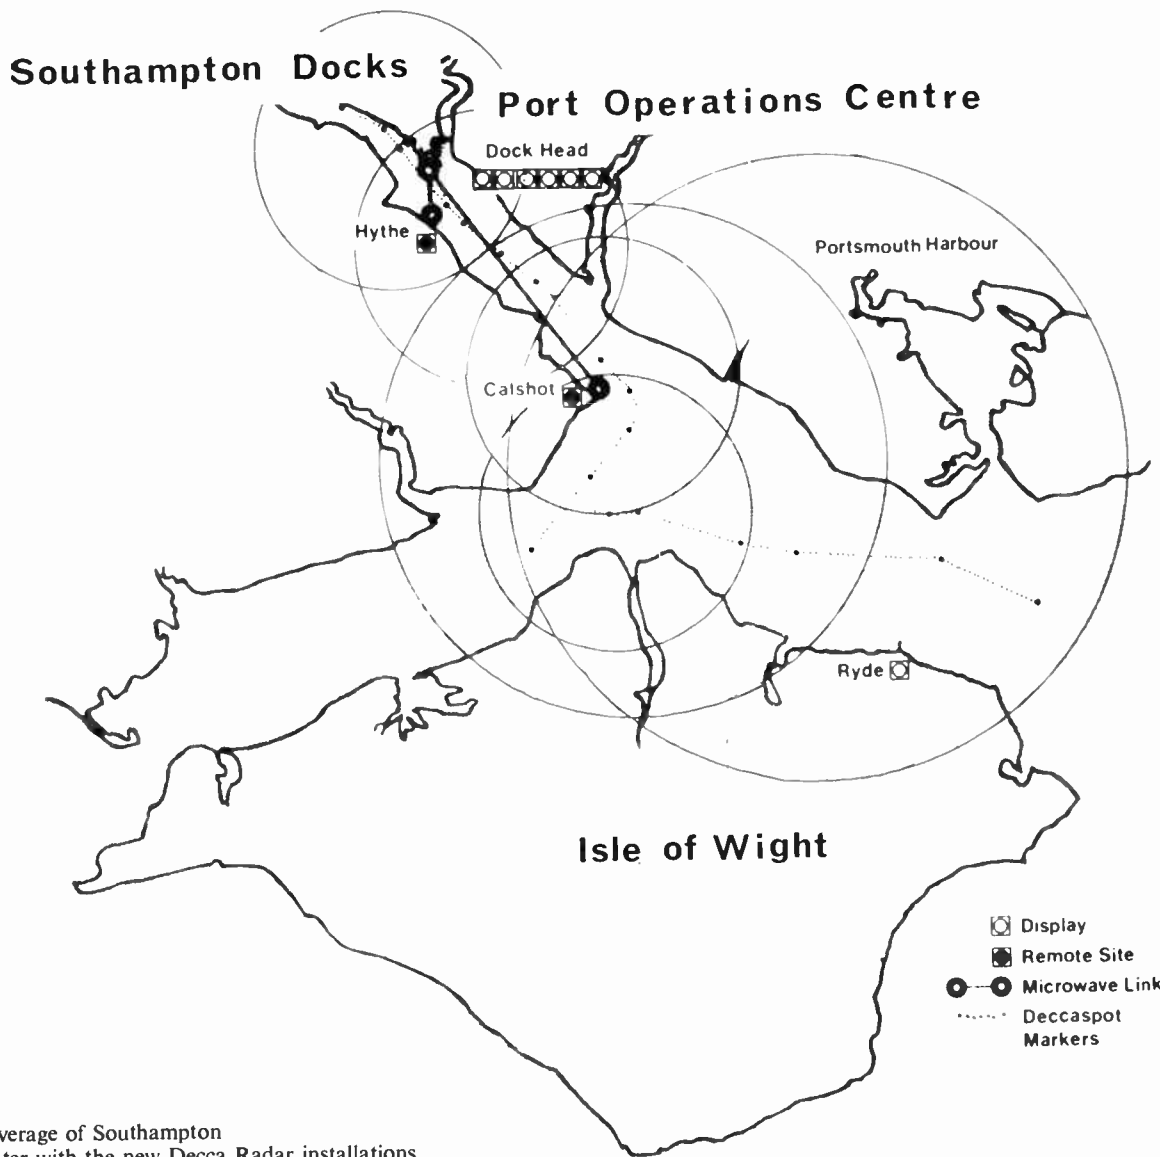 Southampton Docks
Port Operations Centre
Dock Head
Hythe
Portsmouth Harbour
Calshot
Ryde
Isle of Wight
Display
Remote Site
Microwave Link
Deccaspot
Markers
verage of Southampton
with the new Decca Radar installations